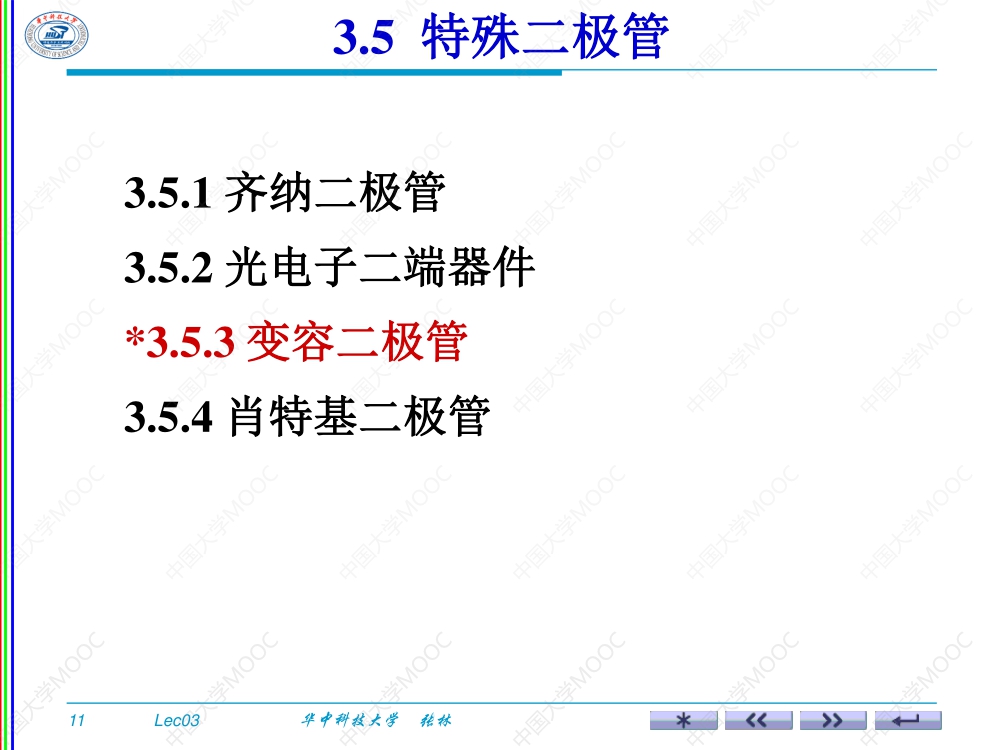 3.5 特殊二极管
3.5.1 齐纳二极管
3.5.2 光电子二端器件
*3.5.3 变容二极管
3.5.4 肖特基二极管
11 Lec03 华中科技大学 张林
中国大学MOOC